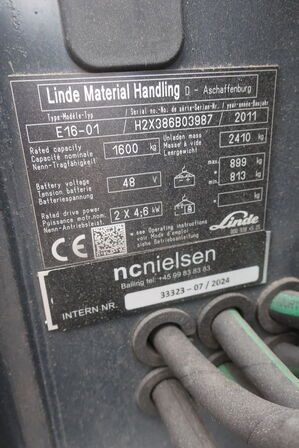 Linde Material Handling D - Aschaffenburg
Type-Modèle-Typ / Serial no.-No de série-Serien-Nr. / year-année-Baujahr
E16-01 / H2X386B03987 / 2011
Rated capacity
Capacité nominale
Nenn-Tragfähigkeit
1600 kg
Unladen mass
Masse à vide
Leergewicht
2410 kg
Battery voltage
Tension batterie
Batteriespannung
48 V
max 899 kg
min 813 kg
Rated drive power
Puissance motr.nom.
Nenn-Antriebsleist.
2 X 4,6 kW
kg
CE
see Operating instructions
voir Mode d'emploi
siehe Betriebsanleitung
Linde
ncnielsen
Balling tel: +45 99 83 83 83
INTERN NR. 33323-07 / 2024